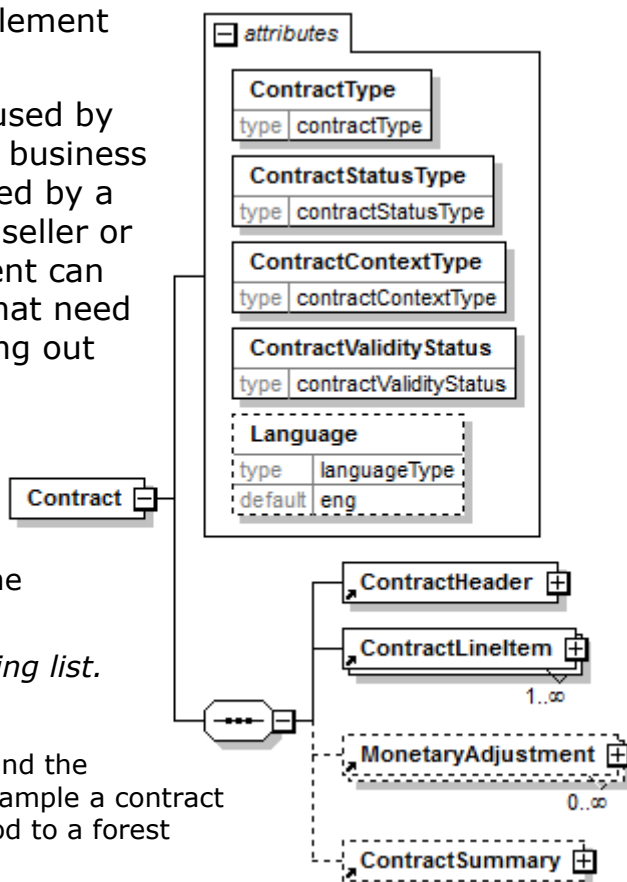 lement
used by
business
ed by a
seller or
ent can
hat need
ng out
he
ing list.
nd the
ample a contract
od to a forest
attributes
ContractType
type contractType
ContractStatusType
type contractStatusType
ContractContextType
type contractContextType
ContractValidityStatus
type contractValidityStatus
Language
type languageType
default eng
Contract
ContractHeader
ContractLineItem
1..∞
MonetaryAdjustment
0..∞
ContractSummary